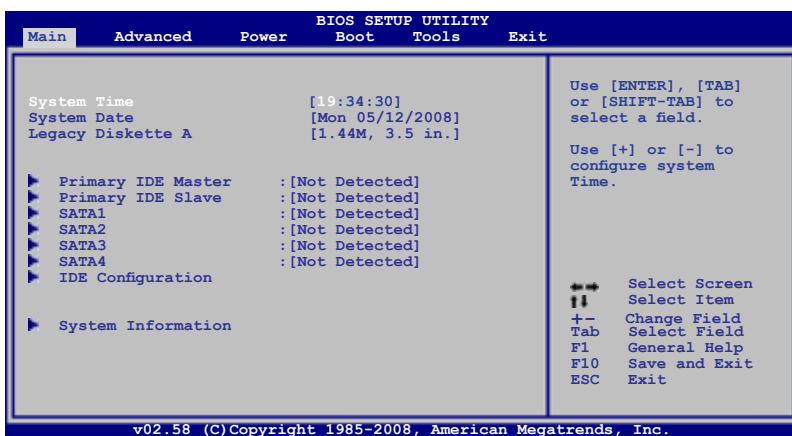 BIOS SETUP UTILITY
Main Advanced Power Boot Tools Exit
System Time [19:34:30]
System Date [Mon 05/12/2008]
Legacy Diskette A [1.44M, 3.5 in.]
Primary IDE Master :[Not Detected]
Primary IDE Slave :[Not Detected]
SATA1 :[Not Detected]
SATA2 :[Not Detected]
SATA3 :[Not Detected]
SATA4 :[Not Detected]
IDE Configuration
System Information
Use [ENTER], [TAB]
or [SHIFT-TAB] to
select a field.
Use [+] or [-] to
configure system
Time.
Select Screen
Select Item
+- Change Field
Tab Select Field
F1 General Help
F10 Save and Exit
ESC Exit
v02.58 (C)Copyright 1985-2008, American Megatrends, Inc.